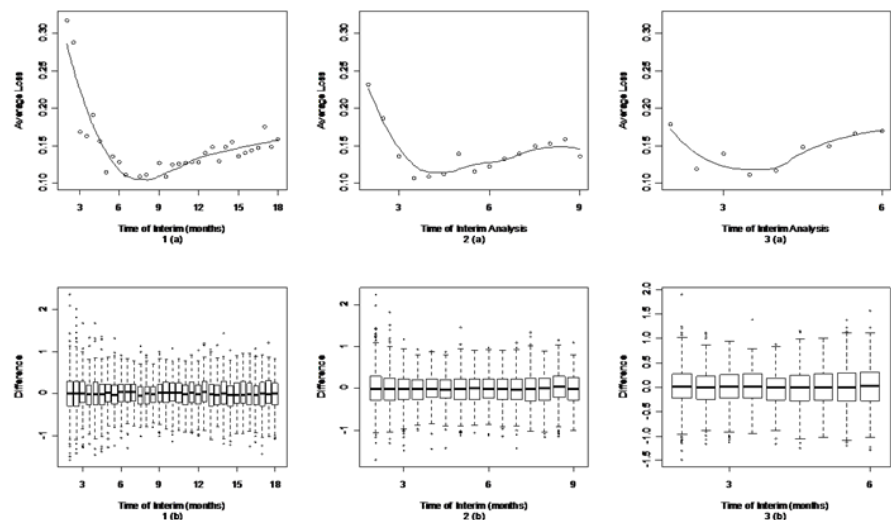 Average Loss
0.10 0.15 0.20 0.25 0.30
3 6 9 12 15 18
Time of Interim (months)
1 (a)
Average Loss
0.10 0.15 0.20 0.25 0.30
3 6 9
Time of Interim Analysis
2 (a)
Average Loss
0.10 0.15 0.20 0.25 0.30
3 6
Time of Interim Analysis
3 (a)
Difference
-1 0 1 2
3 6 9 12 15 18
Time of Interim (months)
1 (b)
Difference
-1 0 1 2
3 6 9
Time of Interim (months)
2 (b)
Difference
-1.5 -1.0 -0.5 0.0 0.5 1.0 1.5 2.0
3 6
Time of Interim (months)
3 (b)